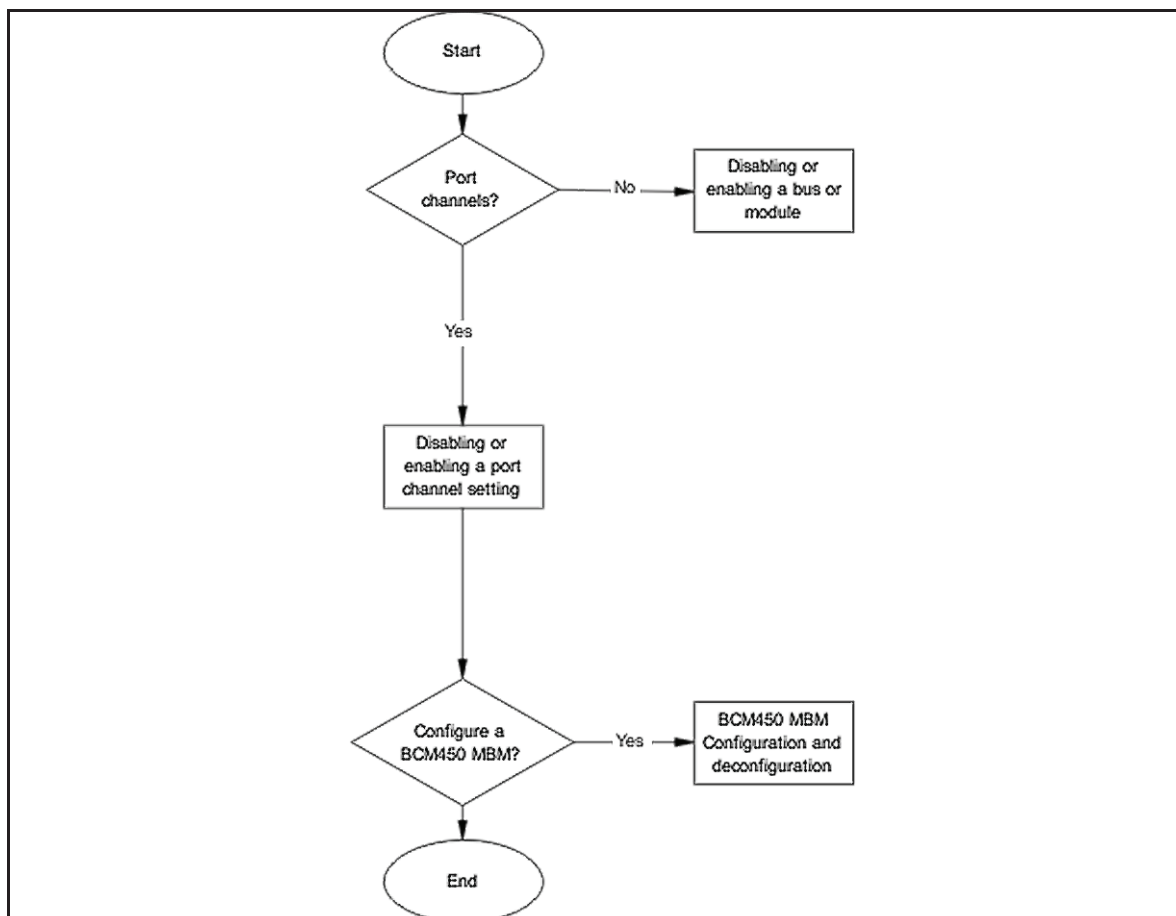 Start
Port
channels?
No
Disabling or
enabling a bus or
module
Yes
Disabling or
enabling a port
channel setting
Configure a
BCM450 MBM?
Yes
BCM450 MBM
Configuration and
deconfiguration
End